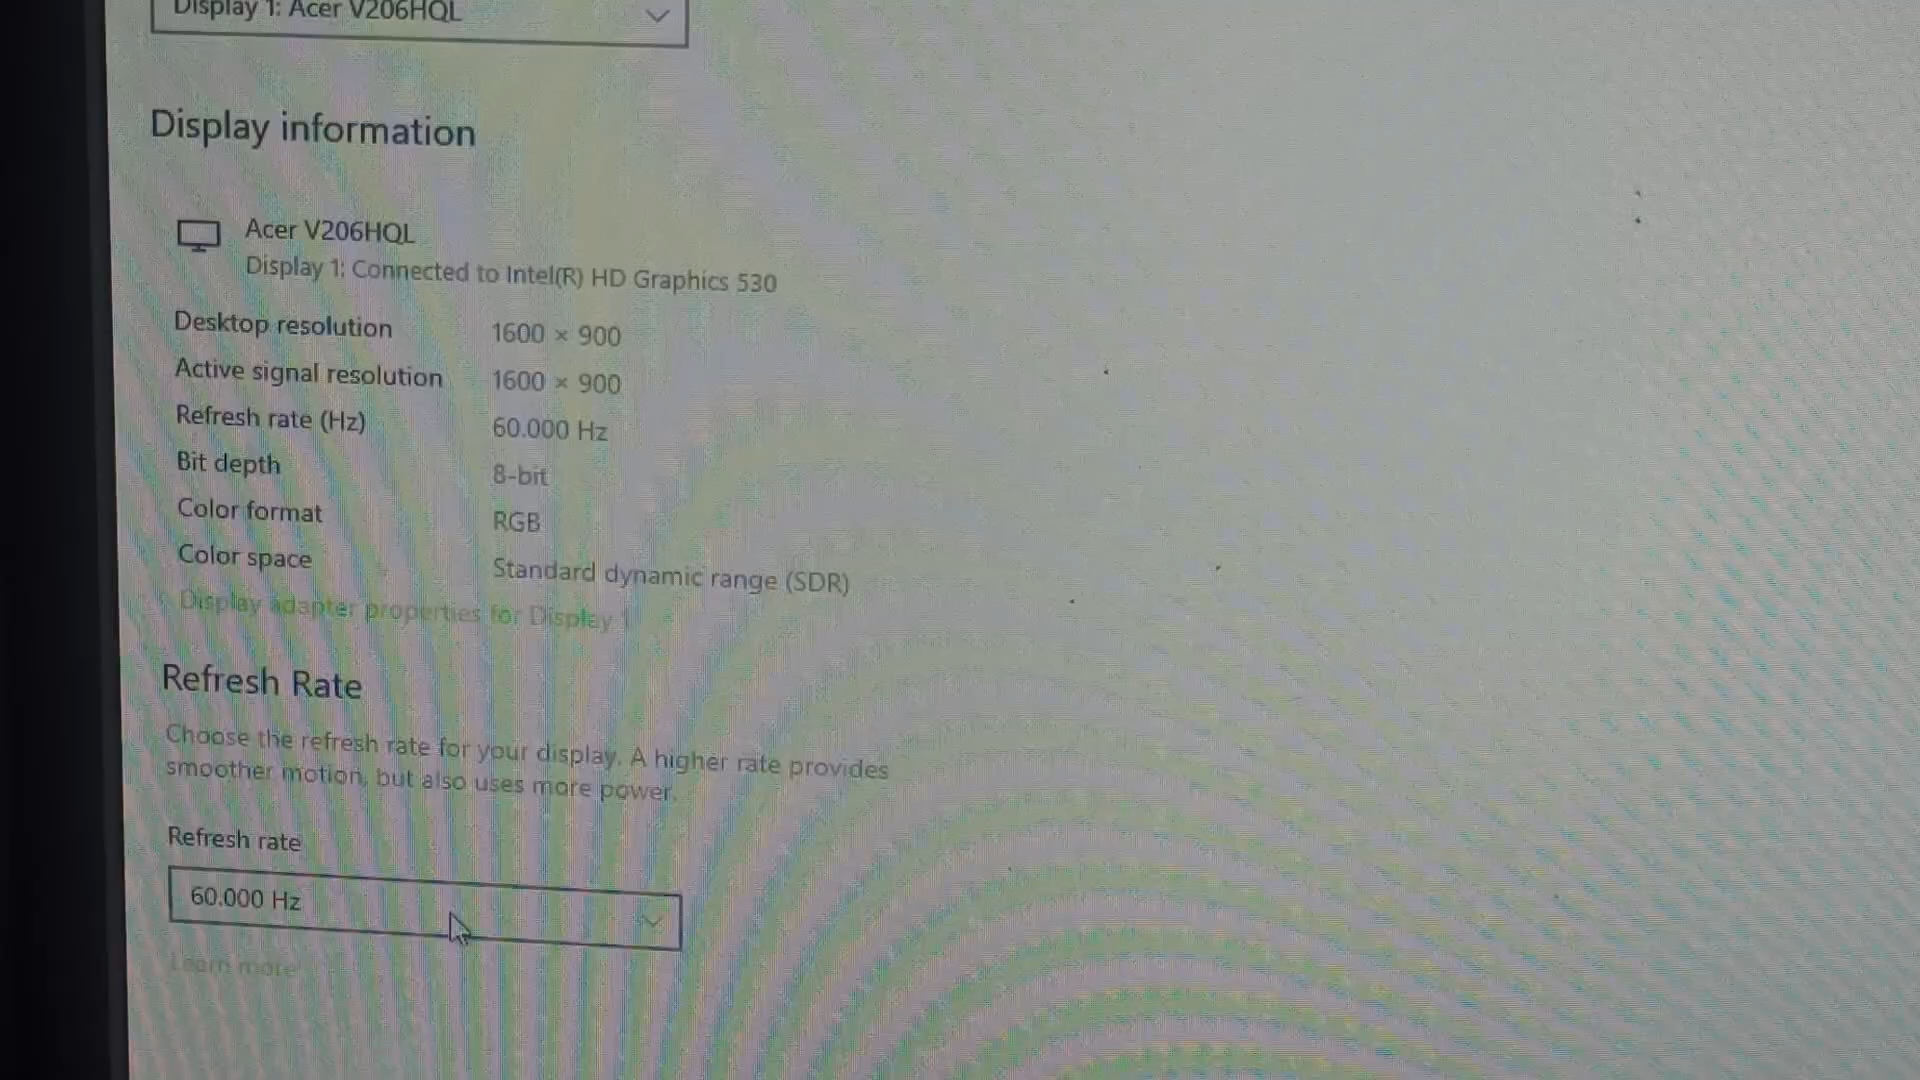 Display 1: Acer V206HQL
Display information
Acer V206HQL
Display 1: Connected to Intel(R) HD Graphics 530
Desktop resolution 1600 × 900
Active signal resolution 1600 × 900
Refresh rate (Hz) 60.000 Hz
Bit depth 8-bit
Color format RGB
Color space Standard dynamic range (SDR)
Display adapter properties for Display 1
Refresh Rate
Choose the refresh rate for your display. A higher rate provides
smoother motion, but also uses more power.
Refresh rate
60.000 Hz
Learn more